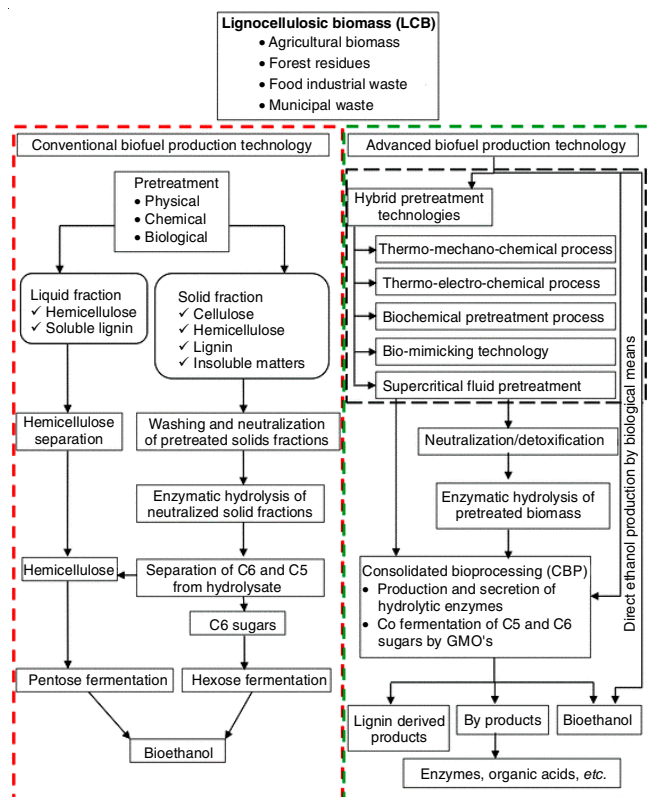 Lignocellulosic biomass (LCB)
• Agricultural biomass
• Forest residues
• Food industrial waste
• Municipal waste
Conventional biofuel production technology
Pretreatment
• Physical
• Chemical
• Biological
Liquid fraction
✓ Hemicellulose
✓ Soluble lignin
Solid fraction
✓ Cellulose
✓ Hemicellulose
✓ Lignin
✓ Insoluble matters
Hemicellulose
separation
Washing and neutralization
of pretreated solids fractions
Enzymatic hydrolysis of
neutralized solid fractions
Hemicellulose
Separation of C6 and C5
from hydrolysate
C6 sugars
Pentose fermentation
Hexose fermentation
Bioethanol
Advanced biofuel production technology
Hybrid pretreatment
technologies
Thermo-mechano-chemical process
Thermo-electro-chemical process
Biochemical pretreatment process
Bio-mimicking technology
Supercritical fluid pretreatment
Neutralization/detoxification
Enzymatic hydrolysis of
pretreated biomass
Consolidated bioprocessing (CBP)
• Production and secretion of
hydrolytic enzymes
• Co fermentation of C5 and C6
sugars by GMO's
Direct ethanol production by biological means
Lignin derived
products
By products
Bioethanol
Enzymes, organic acids, etc.